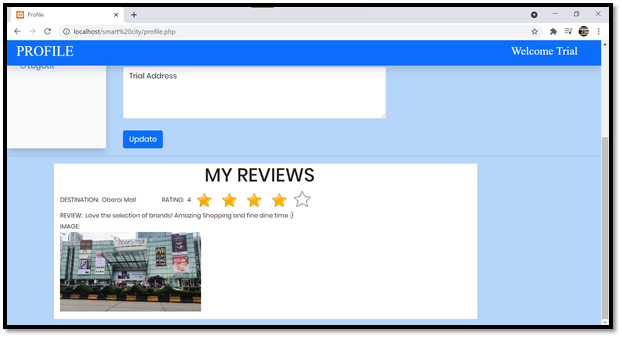 Profile
localhost/smart%20city/profile.php
PROFILE
Welcome Trial
LogOut
Trial Address
Update
MY REVIEWS
DESTINATION: Oberoi Mall RATING: 4
REVIEW: Love the selection of brands! Amazing Shopping and fine dine time :)
IMAGE:
oberoi mall